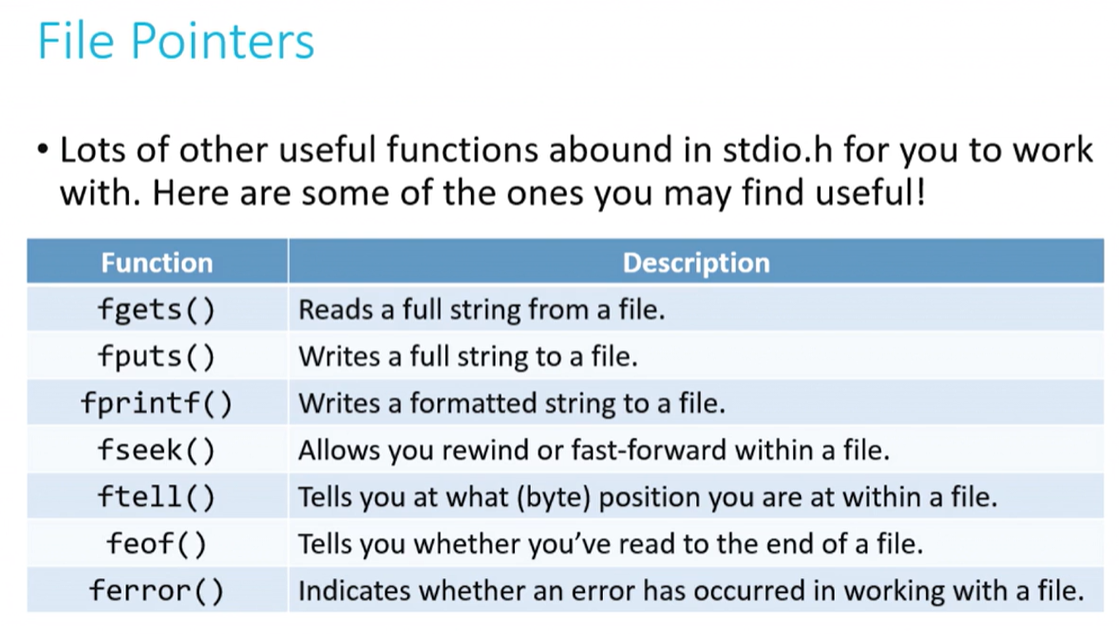 File Pointers
• Lots of other useful functions abound in stdio.h for you to work
with. Here are some of the ones you may find useful!
Function Description
fgets() Reads a full string from a file.
fputs() Writes a full string to a file.
fprintf() Writes a formatted string to a file.
fseek() Allows you rewind or fast-forward within a file.
ftell() Tells you at what (byte) position you are at within a file.
feof() Tells you whether you've read to the end of a file.
ferror() Indicates whether an error has occurred in working with a file.